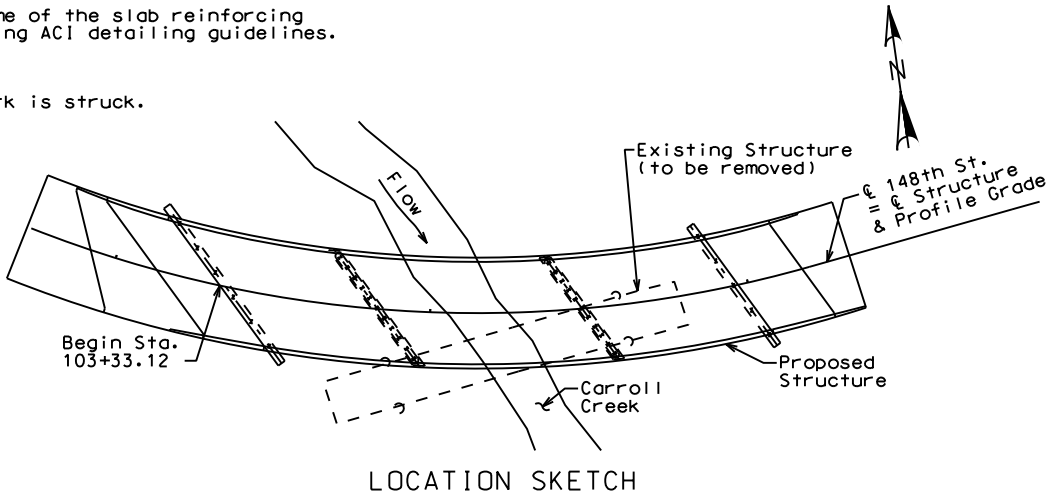 ne of the slab reinforcing
ng ACI detailing guidelines.
rk is struck.
N
Existing Structure
(to be removed)
Flow
℄ 148th St.
= ℄ Structure
& Profile Grade
Begin Sta.
103+33.12
Proposed
Structure
Carroll
Creek
LOCATION SKETCH